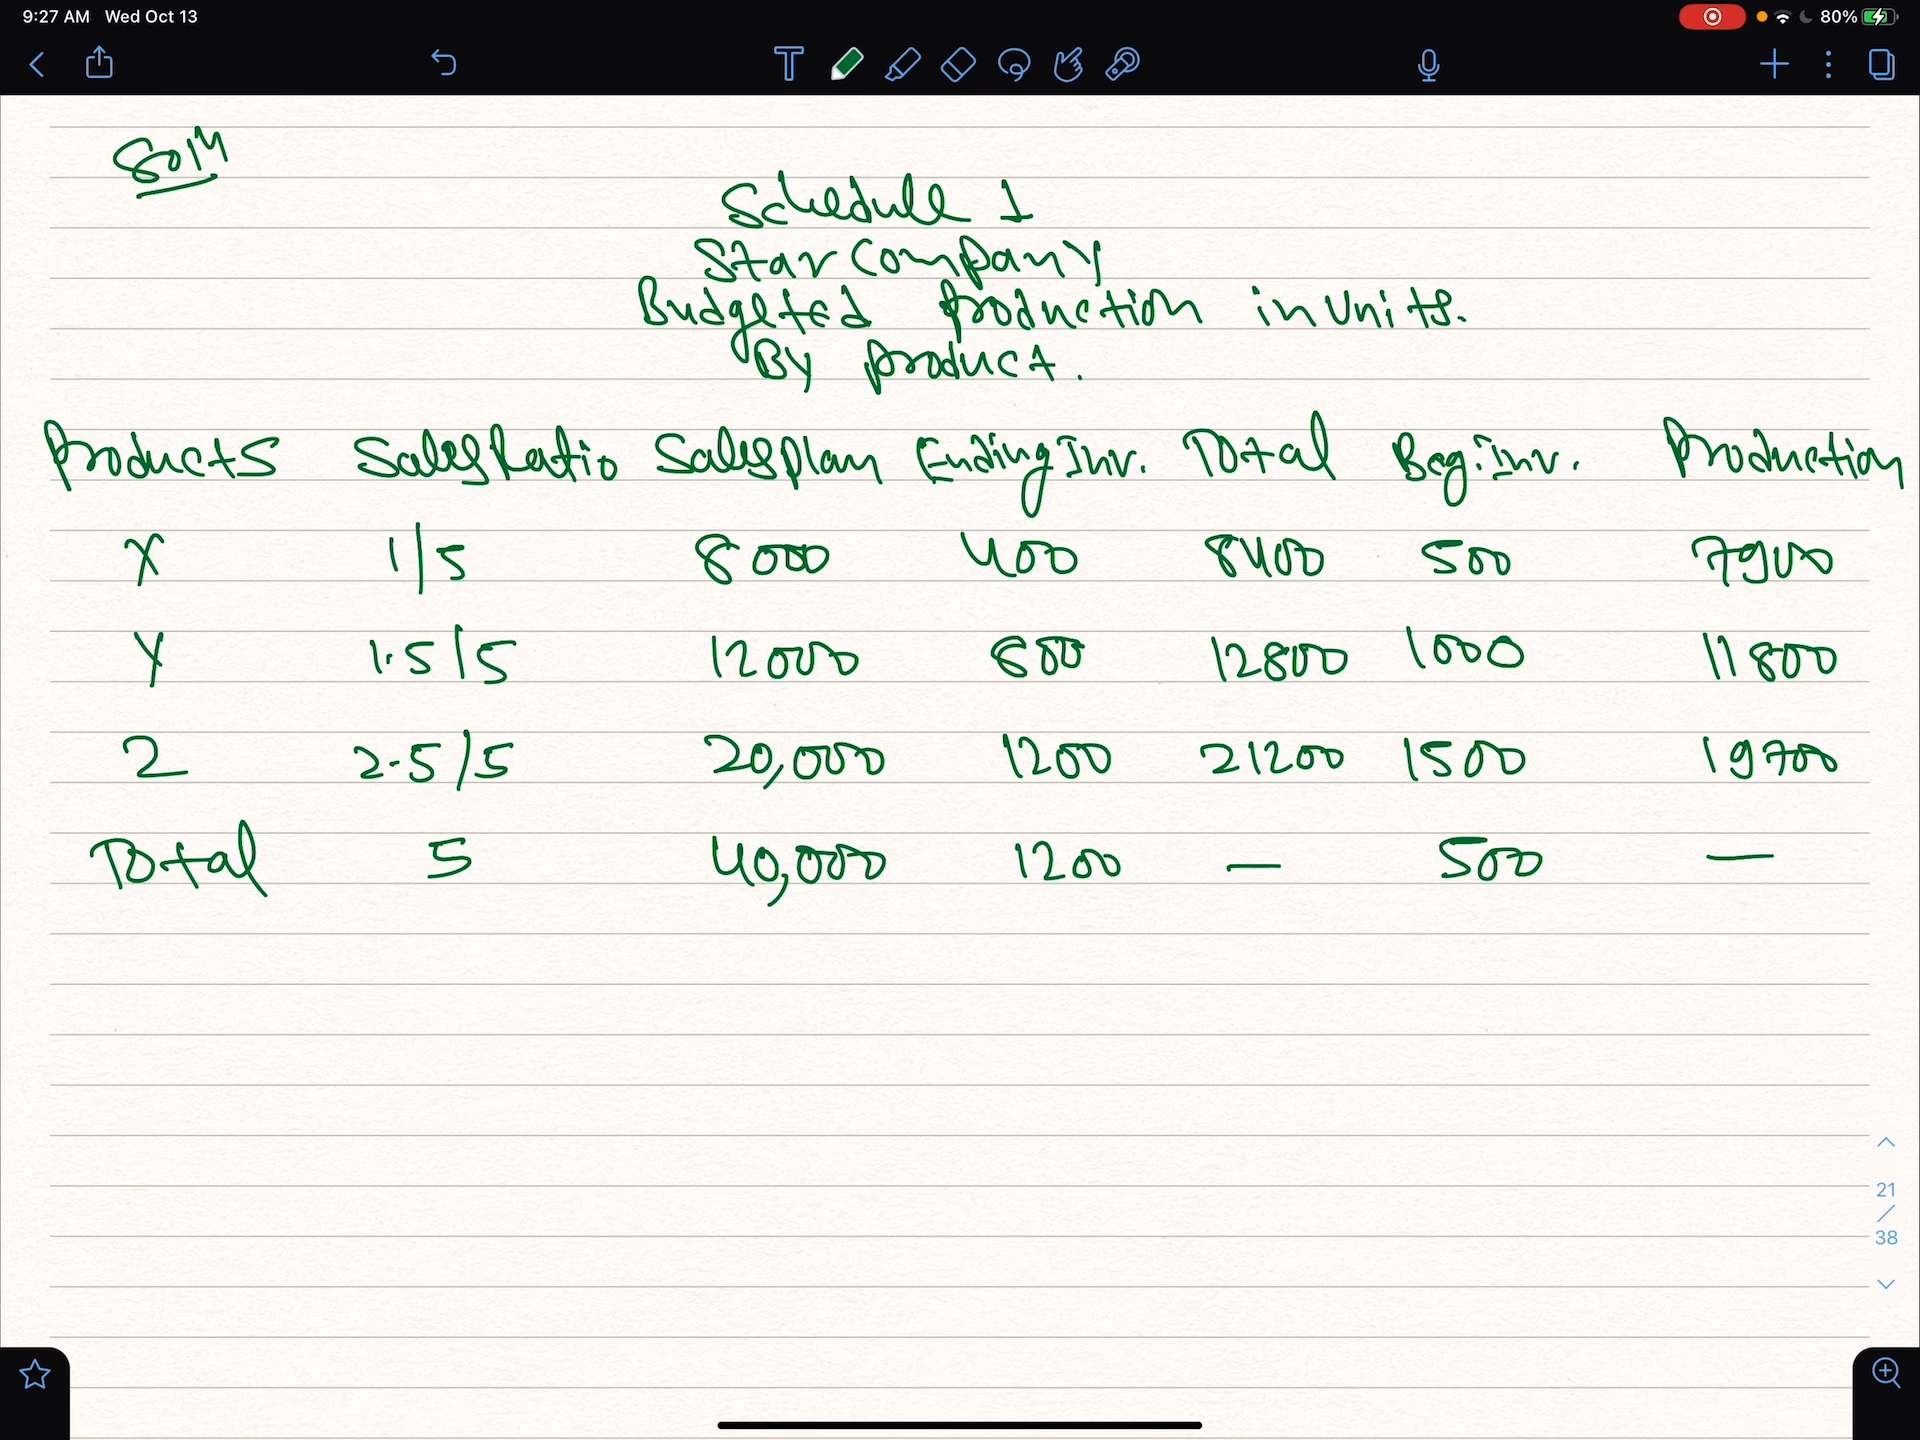 9:27 AM Wed Oct 13
80%
Soln
Schedule 1
Star Company
Budgeted Production in Units.
By Product.
Products Sales Ratio Sales Plan Ending Inv. Total Beg. Inv. Production
X 1/5 8000 400 8400 500 7900
Y 1.5/5 12000 800 12800 1000 11800
Z 2.5/5 20,000 1200 21200 1500 19700
Total 5 40,000 1200 — 500 —
21
/
38